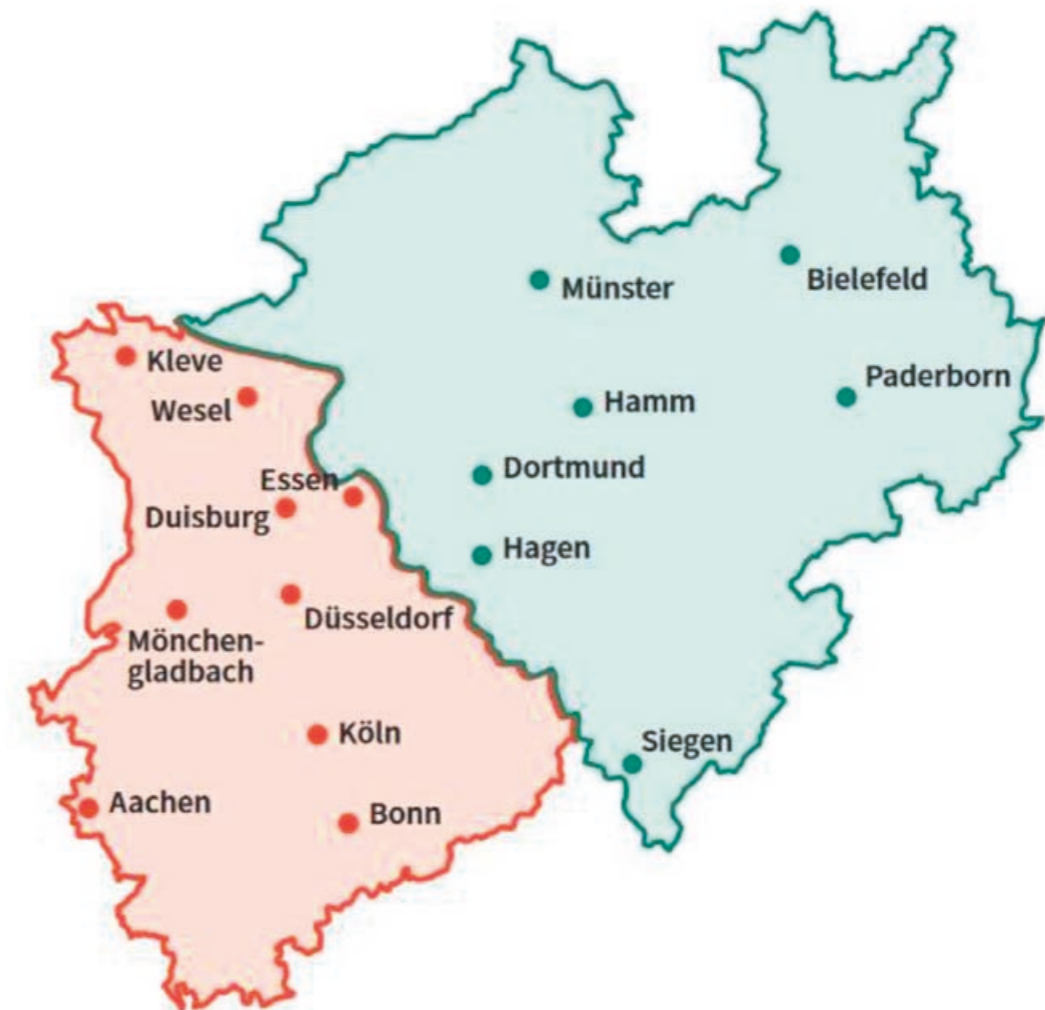 Münster
Bielefeld
Kleve
Wesel
Paderborn
Hamm
Essen
Dortmund
Duisburg
Hagen
Düsseldorf
Mönchen-
gladbach
Köln
Siegen
Aachen
Bonn